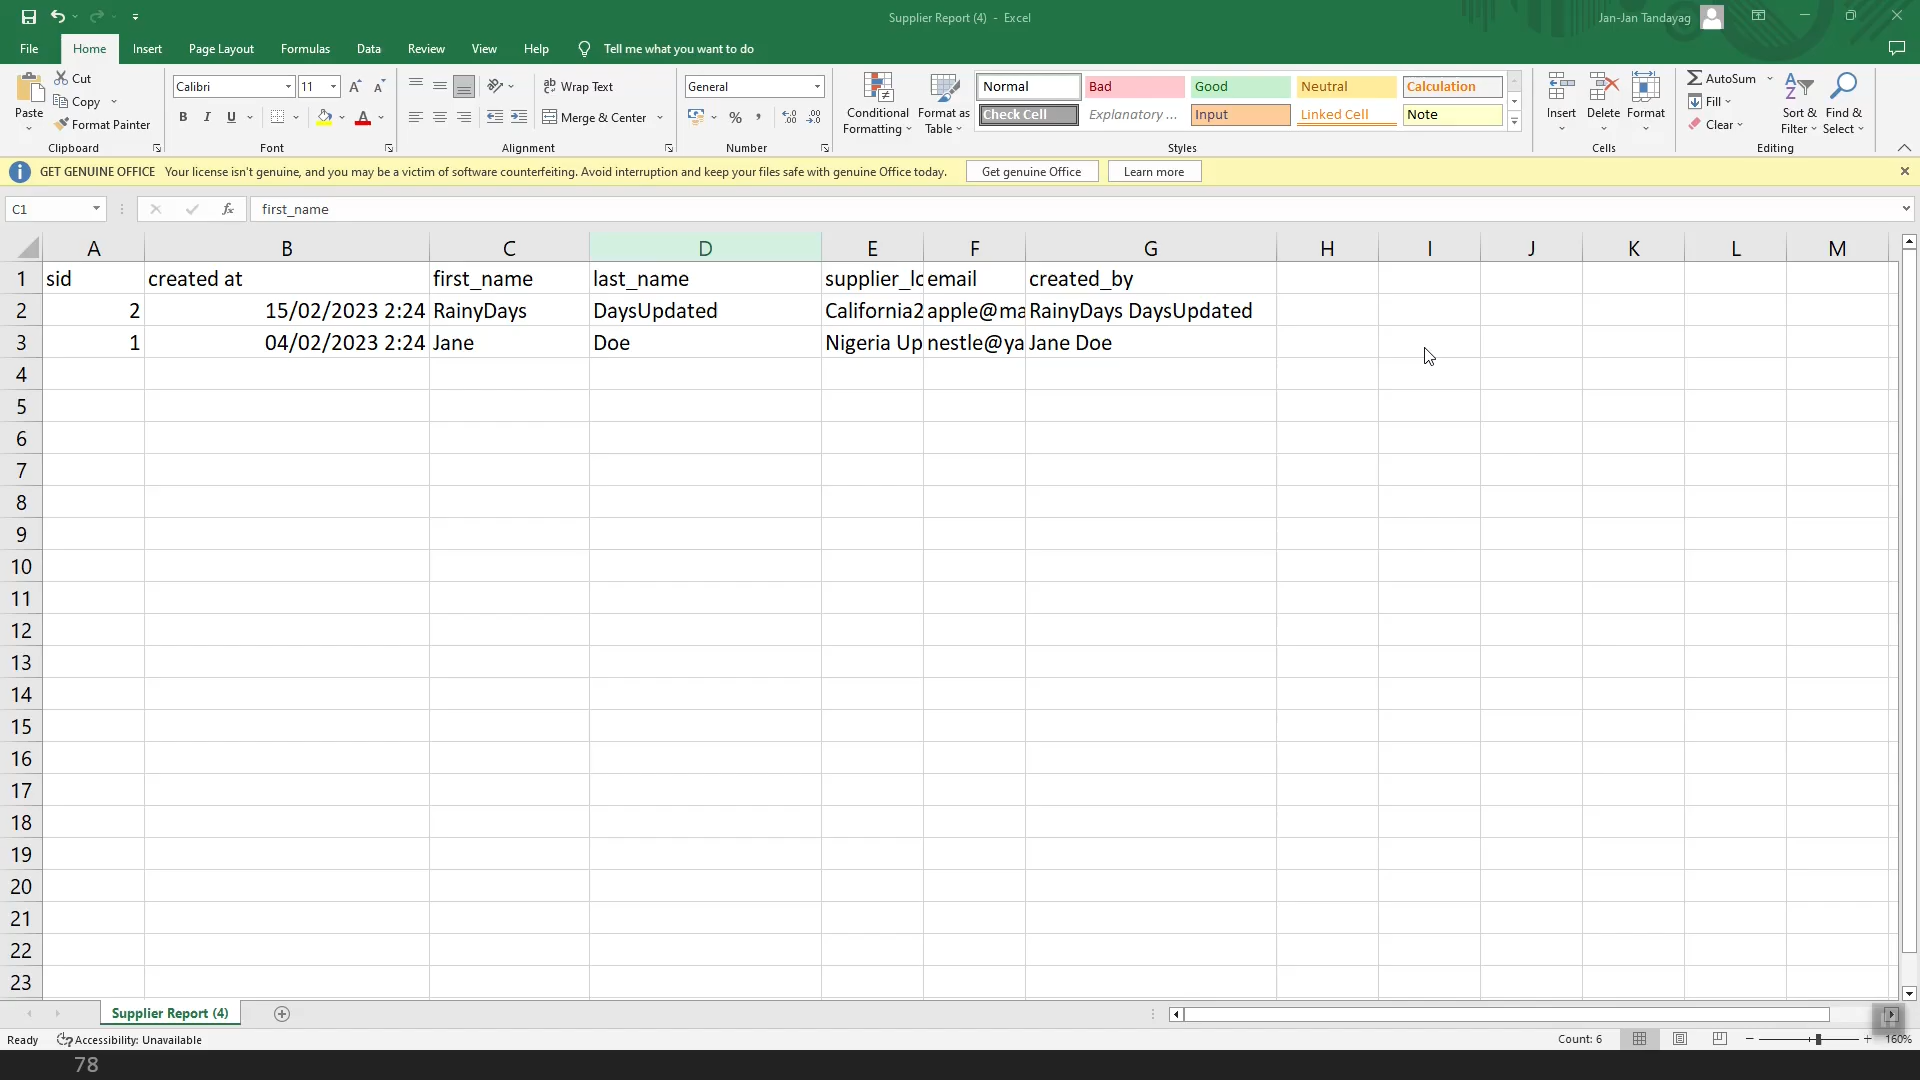 Supplier Report (4) - Excel
Jan-Jan Tandayag
File Home Insert Page Layout Formulas Data Review View Help Tell me what you want to do
Paste
Cut
Copy
Format Painter
Clipboard
Calibri 11
B I U
Font
Wrap Text
Merge & Center
Alignment
General
Number
Conditional Formatting
Format as Table
Normal Bad Good Neutral Calculation
Check Cell Explanatory ... Input Linked Cell Note
Styles
Insert Delete Format
Cells
AutoSum
Fill
Clear
Sort & Filter
Find & Select
Editing
GET GENUINE OFFICE Your license isn't genuine, and you may be a victim of software counterfeiting. Avoid interruption and keep your files safe with genuine Office today. Get genuine Office Learn more
C1 fx first_name
A B C D E F G H I J K L M
1 sid created at first_name last_name supplier_lc email created_by
2 2 15/02/2023 2:24 RainyDays DaysUpdated California2 apple@ma RainyDays DaysUpdated
3 1 04/02/2023 2:24 Jane Doe Nigeria Up nestle@ya Jane Doe
4
5
6
7
8
9
10
11
12
13
14
15
16
17
18
19
20
21
22
23
Supplier Report (4)
Ready Accessibility: Unavailable Count: 6 160%
78